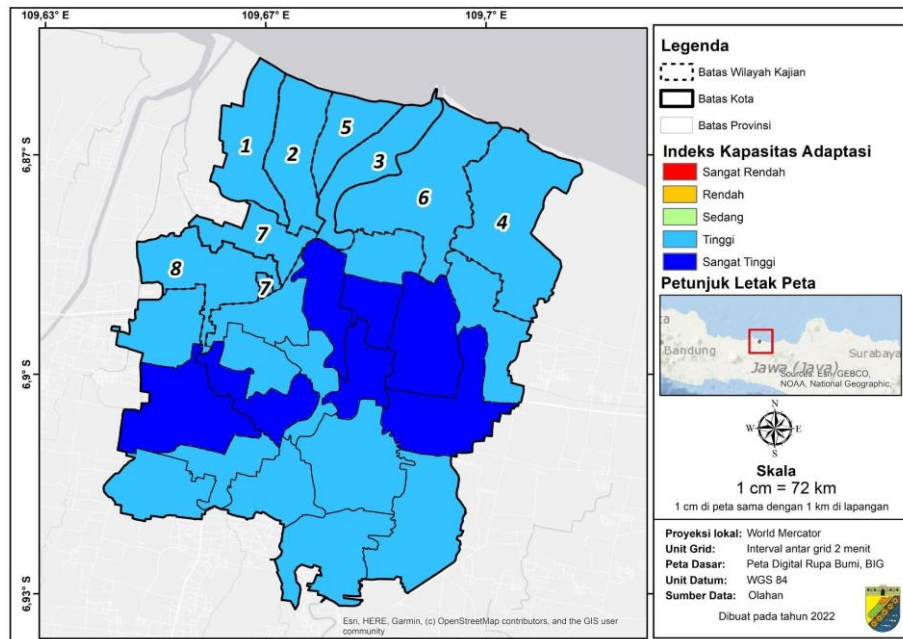 109,63° E
109,67° E
109,7° E
6,87° S
6,9° S
6,93° S
1
2
5
3
6
4
7
8
7
Esri, HERE, Garmin, (c) OpenStreetMap contributors, and the GIS user
community
Legenda
Batas Wilayah Kajian
Batas Kota
Batas Provinsi
Indeks Kapasitas Adaptasi
Sangat Rendah
Rendah
Sedang
Tinggi
Sangat Tinggi
Petunjuk Letak Peta
ta
Bandung
Surabaya
Jawa (Java)
Sources: Esri, GEBCO,
NOAA, National Geographic,
N
W E
S
Skala
1 cm = 72 km
1 cm di peta sama dengan 1 km di lapangan
Proyeksi lokal: World Mercator
Unit Grid: Interval antar grid 2 menit
Peta Dasar: Peta Digital Rupa Bumi, BIG
Unit Datum: WGS 84
Sumber Data: Olahan
Dibuat pada tahun 2022